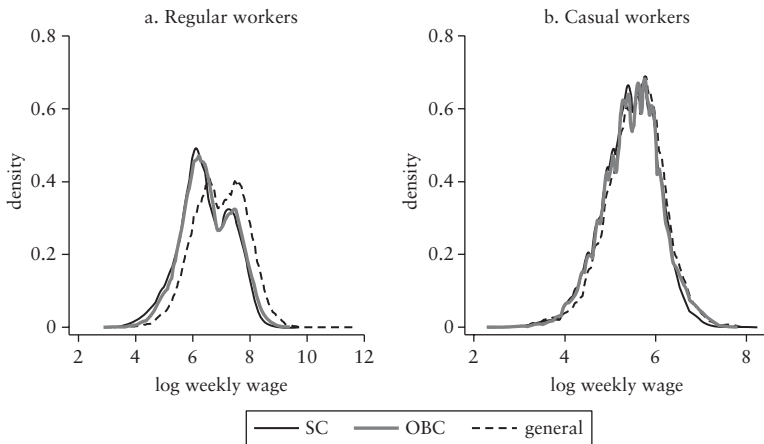 a. Regular workers
0.8
0.6
0.4
0.2
0
density
2 4 6 8 10 12
log weekly wage
b. Casual workers
0.8
0.6
0.4
0.2
0
density
2 4 6 8
log weekly wage
SC OBC general